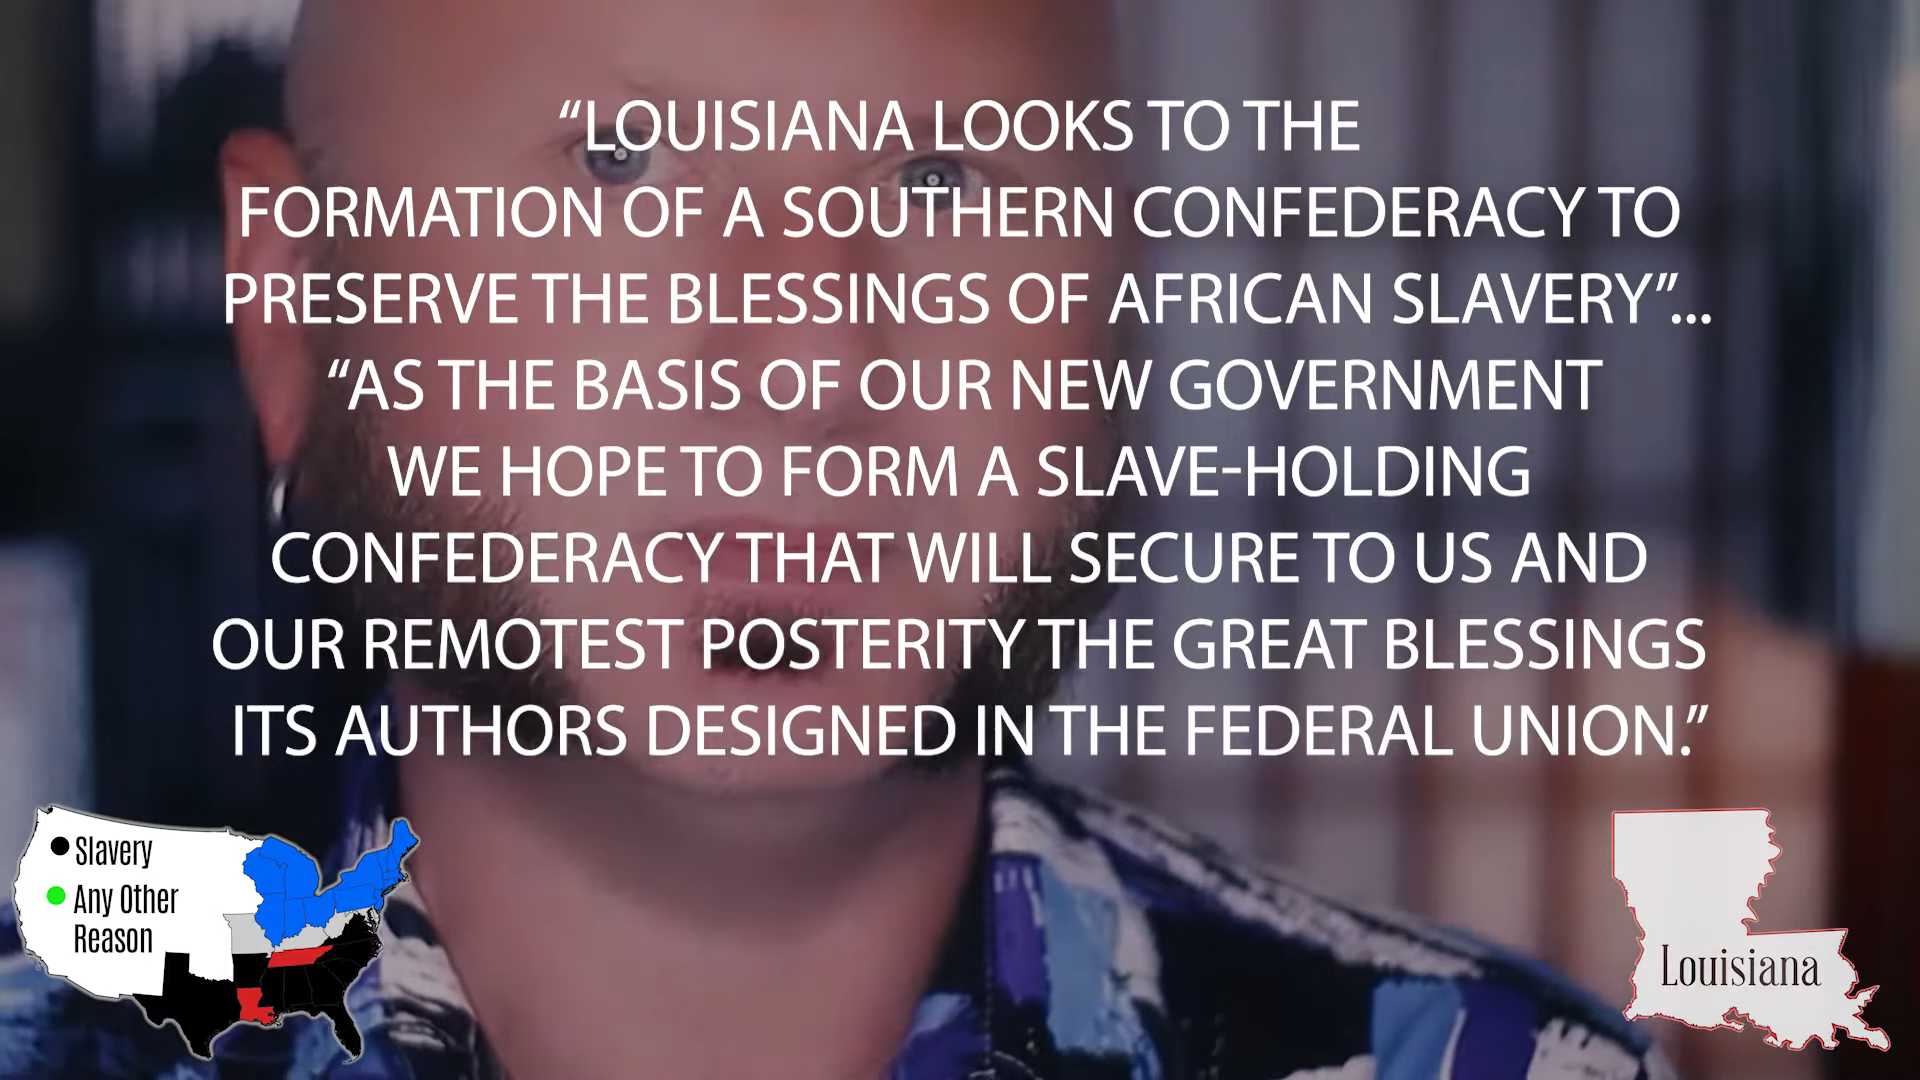 “LOUISIANA LOOKS TO THE
FORMATION OF A SOUTHERN CONFEDERACY TO
PRESERVE THE BLESSINGS OF AFRICAN SLAVERY”...
“AS THE BASIS OF OUR NEW GOVERNMENT
WE HOPE TO FORM A SLAVE-HOLDING
CONFEDERACY THAT WILL SECURE TO US AND
OUR REMOTEST POSTERITY THE GREAT BLESSINGS
ITS AUTHORS DESIGNED IN THE FEDERAL UNION.”
Slavery
Any Other
Reason
Louisiana